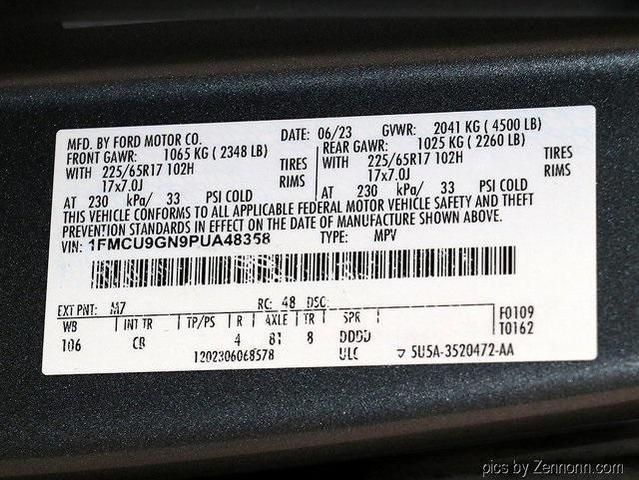 MFD. BY FORD MOTOR CO. DATE: 06/23 GVWR: 2041 KG ( 4500 LB)
FRONT GAWR: 1065 KG ( 2348 LB) REAR GAWR: 1025 KG ( 2260 LB)
WITH 225/65R17 102H TIRES WITH 225/65R17 102H TIRES
17x7.0J RIMS 17x7.0J RIMS
AT 230 kPa/ 33 PSI COLD AT 230 kPa/ 33 PSI COLD
THIS VEHICLE CONFORMS TO ALL APPLICABLE FEDERAL MOTOR VEHICLE SAFETY AND THEFT
PREVENTION STANDARDS IN EFFECT ON THE DATE OF MANUFACTURE SHOWN ABOVE.
VIN: 1FMCU9GN9PUA48358 TYPE: MPV
EXT PNT: M7 RC: 48 DSO:
WB INT TR TP/PS R AXLE TR SPR F0109
106 CB 4 81 8 DDDD T0162
1202306068578 ULC 5U5A-3520472-AA
pics by Zennonn.com